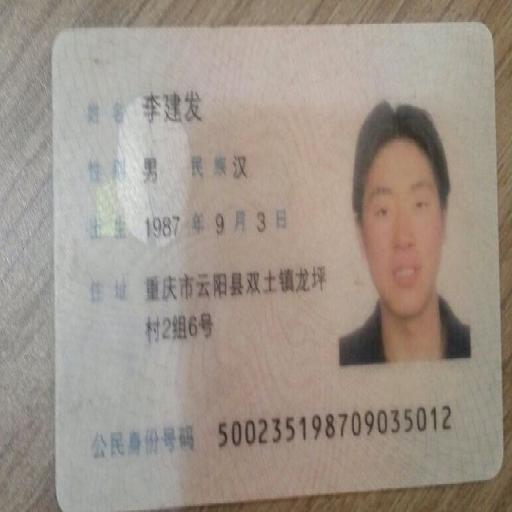 姓名 李建发
性别 男 民族 汉
出生 1987 年 9 月 3 日
住址 重庆市云阳县双土镇龙坪
村2组6号
公民身份号码 500235198709035012